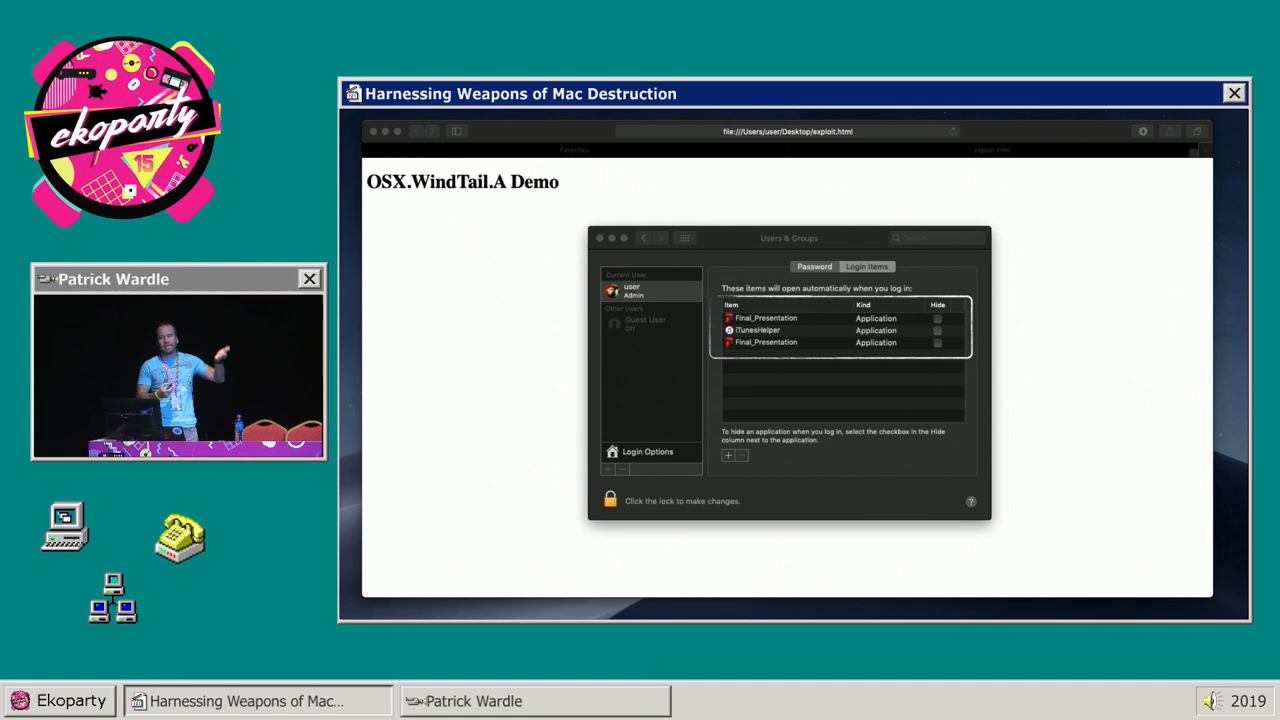 ekoparty
15
Patrick Wardle
Harnessing Weapons of Mac Destruction
file:///Users/user/Desktop/exploit.html
Favorites
exploit.html
OSX.WindTail.A Demo
Users & Groups
Search
Password
Login Items
Current User
user
Admin
Other Users
Guest User
Off
These items will open automatically when you log in:
Item Kind Hide
Final_Presentation Application
iTunesHelper Application
Final_Presentation Application
To hide an application when you log in, select the checkbox in the Hide
column next to the application.
Login Options
Click the lock to make changes.
Ekoparty
Harnessing Weapons of Mac...
Patrick Wardle
2019